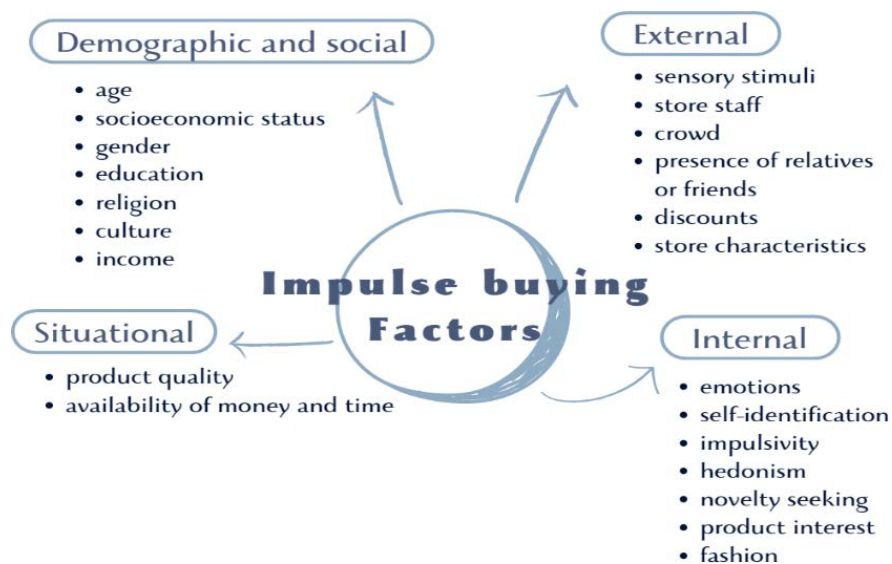 Demographic and social
• age
• socioeconomic status
• gender
• education
• religion
• culture
• income
External
• sensory stimuli
• store staff
• crowd
• presence of relatives
or friends
• discounts
• store characteristics
Impulse buying
Factors
Situational
• product quality
• availability of money and time
Internal
• emotions
• self-identification
• impulsivity
• hedonism
• novelty seeking
• product interest
• fashion